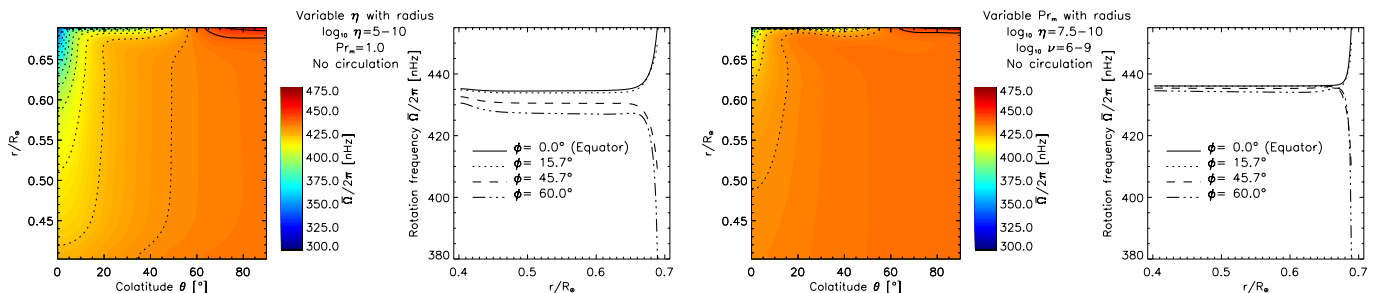 Variable η with radius
log₁₀ η=5-10
Prₘ=1.0
No circulation
0.65
0.60
0.55
0.50
0.45
r/R⊙
0 20 40 60 80
Colatitude θ [°]
475.0
450.0
425.0
400.0
375.0
350.0
325.0
300.0
Ω̄/2π [nHz]
Rotation frequency Ω̄/2π [nHz]
440
420
400
380
ϕ= 0.0° (Equator)
ϕ= 15.7°
ϕ= 45.7°
ϕ= 60.0°
0.4 0.5 0.6 0.7
r/R⊙
Variable Prₘ with radius
log₁₀ η=7.5-10
log₁₀ ν=6-9
No circulation
0.65
0.60
0.55
0.50
0.45
r/R⊙
0 20 40 60 80
Colatitude θ [°]
475.0
450.0
425.0
400.0
375.0
350.0
325.0
300.0
Ω̄/2π [nHz]
Rotation frequency Ω̄/2π [nHz]
440
420
400
380
ϕ= 0.0° (Equator)
ϕ= 15.7°
ϕ= 45.7°
ϕ= 60.0°
0.4 0.5 0.6 0.7
r/R⊙